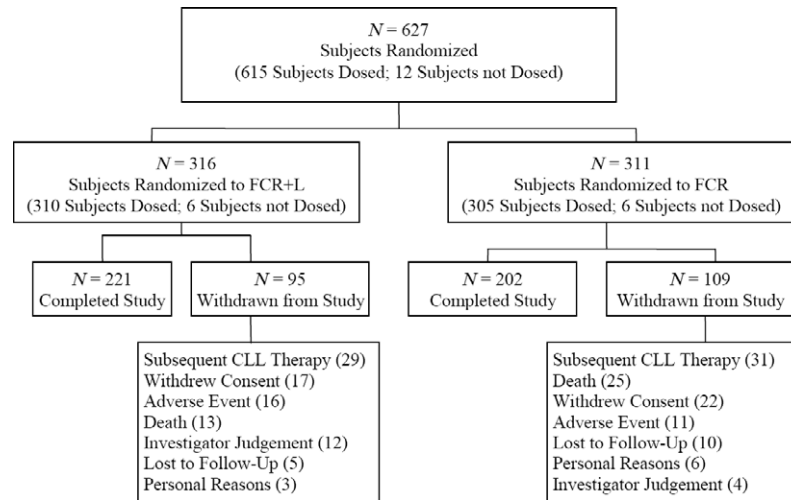 N = 627
Subjects Randomized
(615 Subjects Dosed; 12 Subjects not Dosed)
N = 316
Subjects Randomized to FCR+L
(310 Subjects Dosed; 6 Subjects not Dosed)
N = 311
Subjects Randomized to FCR
(305 Subjects Dosed; 6 Subjects not Dosed)
N = 221
Completed Study
N = 95
Withdrawn from Study
N = 202
Completed Study
N = 109
Withdrawn from Study
Subsequent CLL Therapy (29)
Withdrew Consent (17)
Adverse Event (16)
Death (13)
Investigator Judgement (12)
Lost to Follow-Up (5)
Personal Reasons (3)
Subsequent CLL Therapy (31)
Death (25)
Withdrew Consent (22)
Adverse Event (11)
Lost to Follow-Up (10)
Personal Reasons (6)
Investigator Judgement (4)